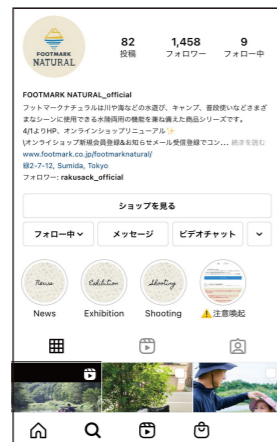 FOOTMARK
NATURAL
82
1,458
9
投稿
フォロワー
フォロー中
FOOTMARK NATURAL_official
フットマークナチュラルは川や海などの水遊び、キャンプ、普段使いなどさまざ
まなシーンに使用できる水陸両用の機能を兼ね備えた商品シリーズです。
4/1よりHP、オンラインショップリニューアル✨
\オンラインショップ新規会員登録&お知らせメール受信登録でコン... 続きを読む
www.footmark.co.jp/footmarknatural/
緑2-7-12, Sumida, Tokyo
フォロワー: rakusack_official
ショップを見る
フォロー中
メッセージ
ビデオチャット
News
Exhibition
Shooting
News
Exhibition
Shooting
⚠️注意喚起